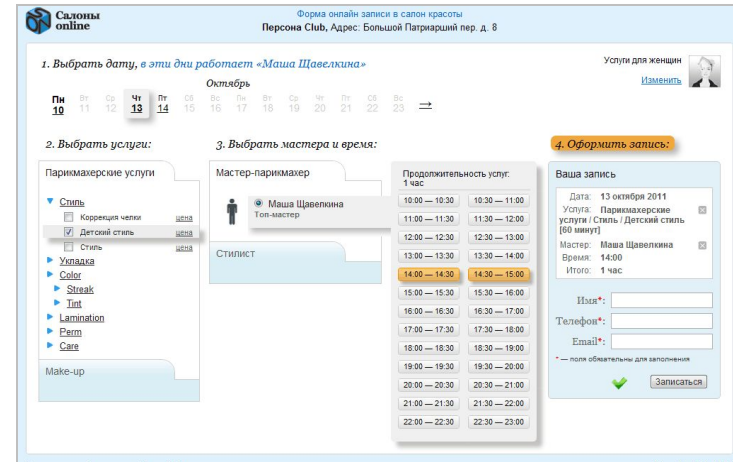 Салоны
online
Форма онлайн записи в салон красоты
Персона Club, Адрес: Большой Патриарший пер. д. 8
1. Выбрать дату, в эти дни работает «Маша Щавелкина»
Услуги для женщин
Изменить
Октябрь
Пн Вт Ср Чт Пт Сб Вс Пн Вт Ср Чт Пт Сб Вс
10 11 12 13 14 15 16 17 18 19 20 21 22 23 →
2. Выбрать услуги:
Парикмахерские услуги
Стиль
Коррекция челки цена
Детский стиль цена
Стиль цена
Укладка
Color
Streak
Tint
Lamination
Perm
Care
Make-up
3. Выбрать мастера и время:
Мастер-парикмахер
Маша Щавелкина
Топ-мастер
Стилист
Продолжительность услуг:
1 час
10:00 — 10:30 10:30 — 11:00
11:00 — 11:30 11:30 — 12:00
12:00 — 12:30 12:30 — 13:00
13:00 — 13:30 13:30 — 14:00
14:00 — 14:30 14:30 — 15:00
15:00 — 15:30 15:30 — 16:00
16:00 — 16:30 16:30 — 17:00
17:00 — 17:30 17:30 — 18:00
18:00 — 18:30 18:30 — 19:00
19:00 — 19:30 19:30 — 20:00
20:00 — 20:30 20:30 — 21:00
21:00 — 21:30 21:30 — 22:00
22:00 — 22:30 22:30 — 23:00
4. Оформить запись:
Ваша запись
Дата: 13 октября 2011
Услуга: Парикмахерские
услуги / Стиль / Детский стиль
[60 минут]
Мастер: Маша Щавелкина
Время: 14:00
Итого: 1 час
Имя*:
Телефон*:
Email*:
* — поля обязательны для заполнения
Записаться